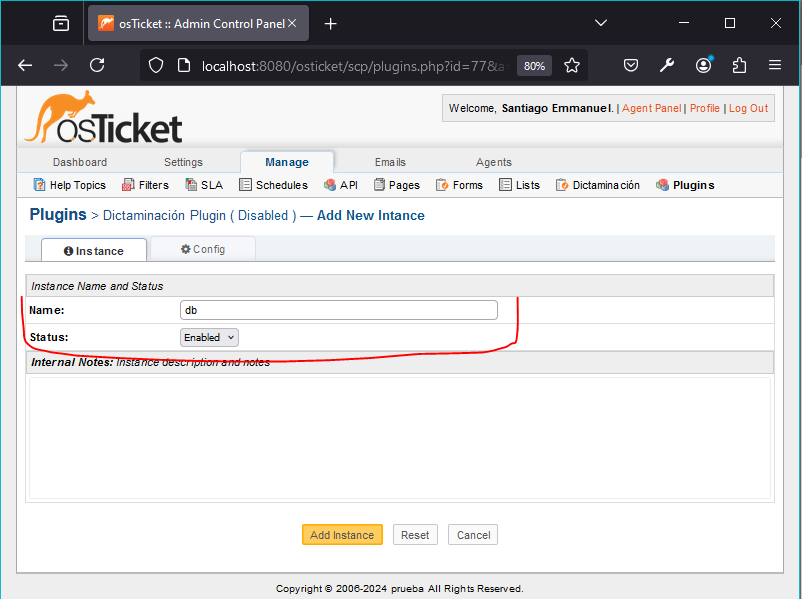 osTicket :: Admin Control Panel
localhost:8080/osticket/scp/plugins.php?id=77&a
80%
osTicket
Welcome, Santiago Emmanuel. | Agent Panel | Profile | Log Out
Dashboard Settings Manage Emails Agents
Help Topics Filters SLA Schedules API Pages Forms Lists Dictaminación Plugins
Plugins > Dictaminación Plugin ( Disabled ) — Add New Intance
Instance Config
Instance Name and Status
Name: db
Status: Enabled
Internal Notes: Instance description and notes
Add Instance Reset Cancel
Copyright © 2006-2024 prueba All Rights Reserved.